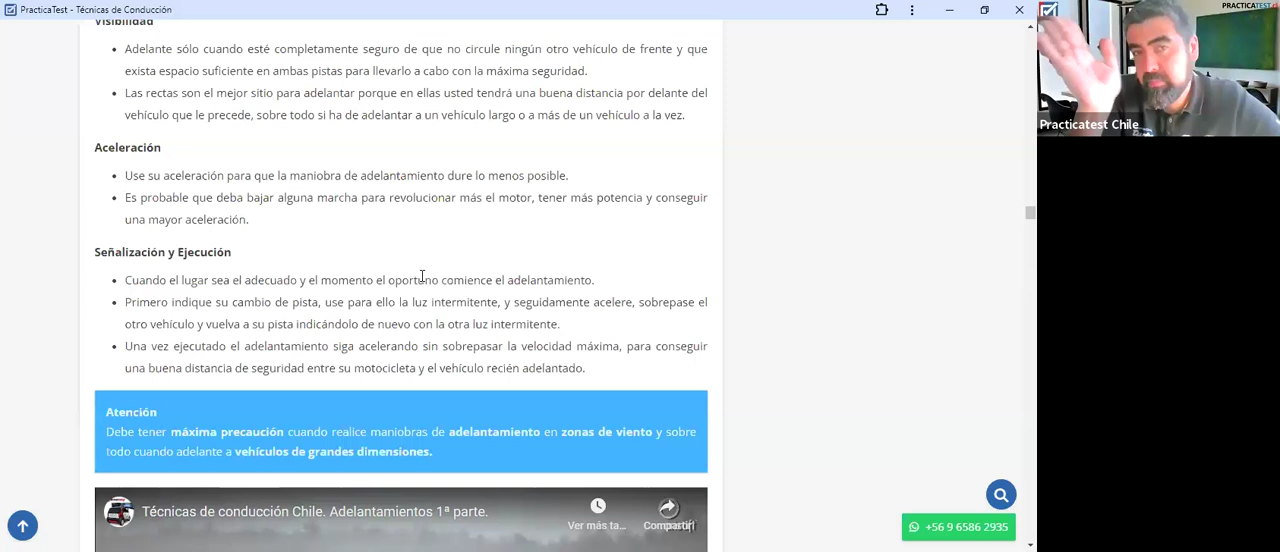 PracticaTest - Técnicas de Conducción
PRACTICATEST
Visibilidad
Adelante sólo cuando esté completamente seguro de que no circule ningún otro vehiculo de frente y que
exista espacio suficiente en ambas pistas para llevarlo a cabo con la máxima seguridad.
Las rectas son el mejor sitio para adelantar porque en ellas usted tendrá una buena distancia por delante del
vehículo que le precede, sobre todo si ha de adelantar a un vehículo largo o a más de un vehículo a la vez.
Practicatest Chile
Aceleración
Use su aceleración para que la maniobra de adelantamiento dure lo menos posible.
Es probable que deba bajar alguna marcha para revolucionar más el motor, tener más potencia y conseguir
una mayor aceleración.
Señalización y Ejecución
Cuando el lugar sea el adecuado y el momento el oportuno comience el adelantamiento.
Primero indique su cambio de pista, use para ello la luz intermitente, y seguidamente acelere, sobrepase el
otro vehículo y vuelva a su pista indicándolo de nuevo con la otra luz intermitente.
Una vez ejecutado el adelantamiento siga acelerando sin sobrepasar la velocidad máxima, para conseguir
una buena distancia de seguridad entre su motocicleta y el vehículo recién adelantado.
Atención
Debe tener máxima precaución cuando realice maniobras de adelantamiento en zonas de viento y sobre
todo cuando adelante a vehículos de grandes dimensiones.
Técnicas de conducción Chile. Adelantamientos 1ª parte.
Ver más ta...
Compartir
+56 9 6586 2935